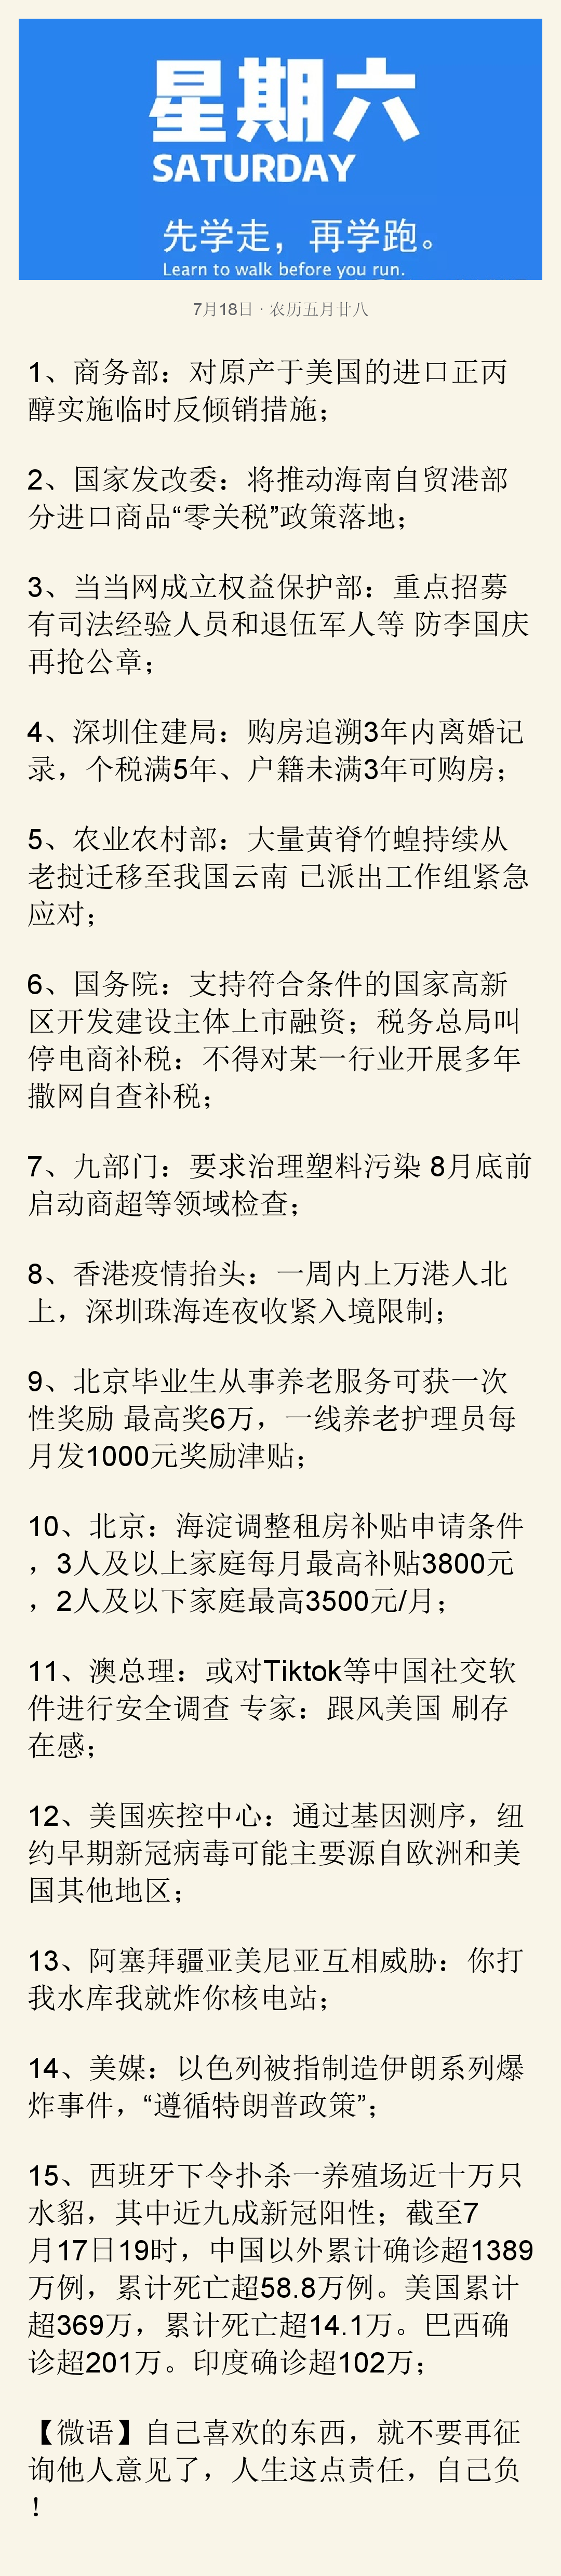 星期六
SATURDAY
先学走，再学跑。
Learn to walk before you run.
7月18日 · 农历五月廿八
1、商务部：对原产于美国的进口正丙
醇实施临时反倾销措施；
2、国家发改委：将推动海南自贸港部
分进口商品“零关税”政策落地；
3、当当网成立权益保护部：重点招募
有司法经验人员和退伍军人等 防李国庆
再抢公章；
4、深圳住建局：购房追溯3年内离婚记
录，个税满5年、户籍未满3年可购房；
5、农业农村部：大量黄脊竹蝗持续从
老挝迁移至我国云南 已派出工作组紧急
应对；
6、国务院：支持符合条件的国家高新
区开发建设主体上市融资；税务总局叫
停电商补税：不得对某一行业开展多年
撒网自查补税；
7、九部门：要求治理塑料污染 8月底前
启动商超等领域检查；
8、香港疫情抬头：一周内上万港人北
上，深圳珠海连夜收紧入境限制；
9、北京毕业生从事养老服务可获一次
性奖励 最高奖6万，一线养老护理员每
月发1000元奖励津贴；
10、北京：海淀调整租房补贴申请条件
，3人及以上家庭每月最高补贴3800元
，2人及以下家庭最高3500元/月；
11、澳总理：或对Tiktok等中国社交软
件进行安全调查 专家：跟风美国 刷存
在感；
12、美国疾控中心：通过基因测序，纽
约早期新冠病毒可能主要源自欧洲和美
国其他地区；
13、阿塞拜疆亚美尼亚互相威胁：你打
我水库我就炸你核电站；
14、美媒：以色列被指制造伊朗系列爆
炸事件，“遵循特朗普政策”；
15、西班牙下令扑杀一养殖场近十万只
水貂，其中近九成新冠阳性；截至7
月17日19时，中国以外累计确诊超1389
万例，累计死亡超58.8万例。美国累计
超369万，累计死亡超14.1万。巴西确
诊超201万。印度确诊超102万；
【微语】自己喜欢的东西，就不要再征
询他人意见了，人生这点责任，自己负
！